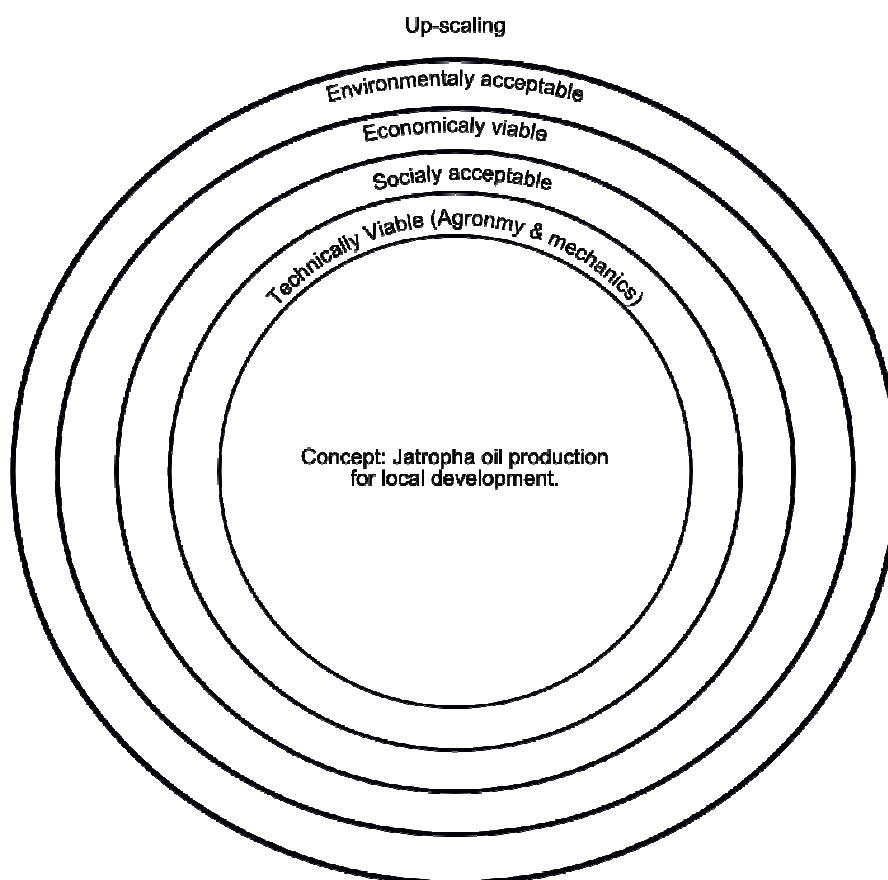 Up-scaling
Environmentaly acceptable
Economicaly viable
Socialy acceptable
Technically Viable (Agronmy & mechanics)
Concept: Jatropha oil production
for local development.